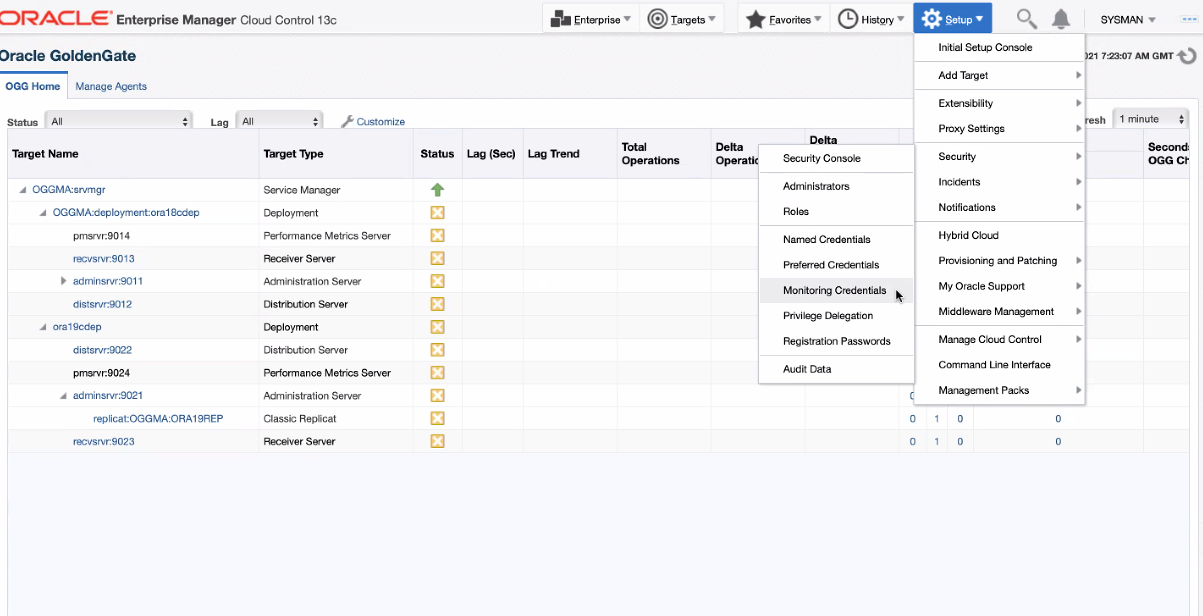 ORACLE Enterprise Manager Cloud Control 13c
Enterprise Targets Favorites History Setup SYSMAN
Oracle GoldenGate
021 7:23:07 AM GMT
OGG Home Manage Agents
Status All Lag All Customize
resh 1 minute
Target Name Target Type Status Lag (Sec) Lag Trend Total Operations Delta Operatio Delta Second OGG Ch
OGGMA:srvmgr Service Manager
OGGMA:deployment:ora18cdep Deployment
pmsrvr:9014 Performance Metrics Server
recvsrvr:9013 Receiver Server
adminsrvr:9011 Administration Server
distsrvr:9012 Distribution Server
ora19cdep Deployment
distsrvr:9022 Distribution Server
pmsrvr:9024 Performance Metrics Server
adminsrvr:9021 Administration Server
replicat:OGGMA:ORA19REP Classic Replicat 0 1 0 0
recvsrvr:9023 Receiver Server 0 1 0 0
Security Console
Administrators
Roles
Named Credentials
Preferred Credentials
Monitoring Credentials
Privilege Delegation
Registration Passwords
Audit Data
Initial Setup Console
Add Target
Extensibility
Proxy Settings
Security
Incidents
Notifications
Hybrid Cloud
Provisioning and Patching
My Oracle Support
Middleware Management
Manage Cloud Control
Command Line Interface
Management Packs